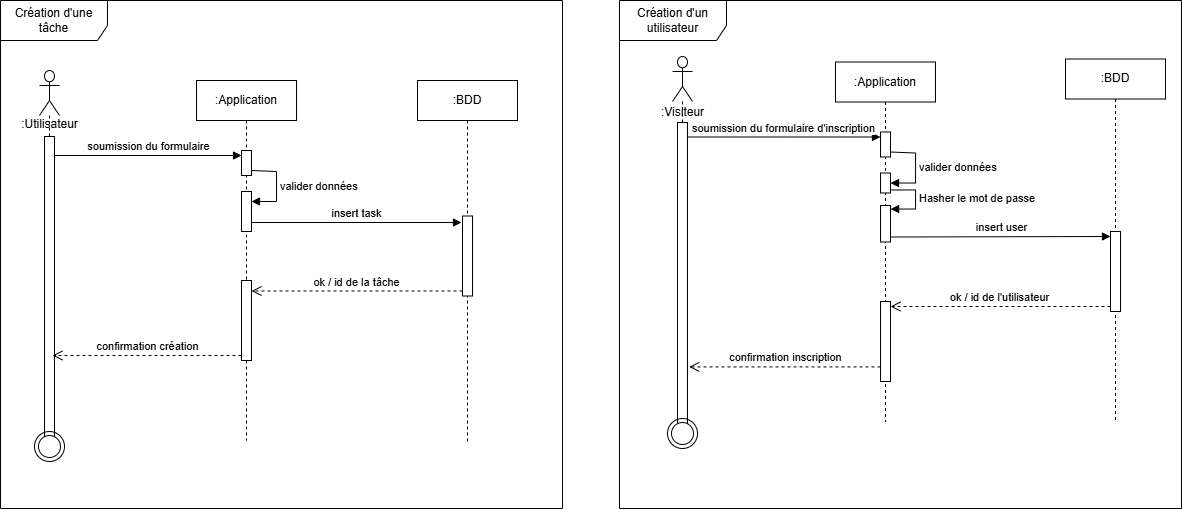 Création d'une
tâche
:Utilisateur
:Application
:BDD
soumission du formulaire
valider données
insert task
ok / id de la tâche
confirmation création
Création d'un
utilisateur
:Visiteur
:Application
:BDD
soumission du formulaire d'inscription
valider données
Hasher le mot de passe
insert user
ok / id de l'utilisateur
confirmation inscription